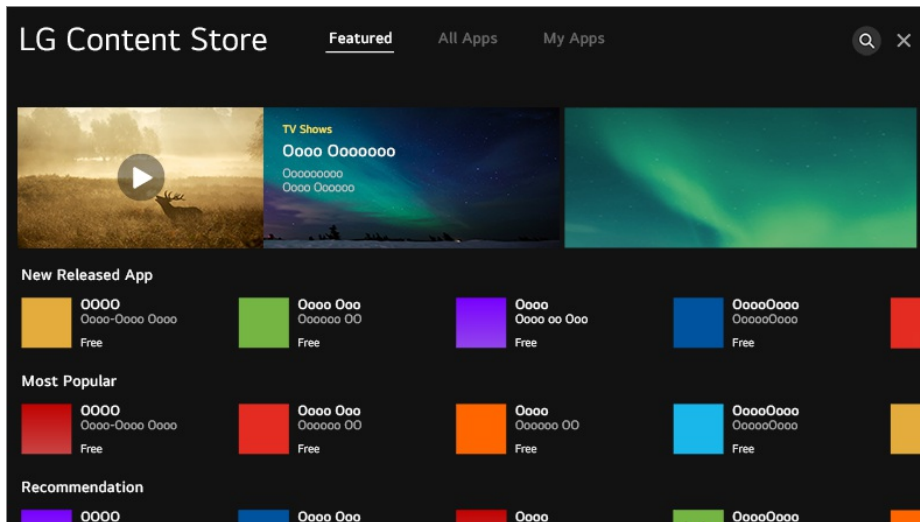 LG Content Store
Featured
All Apps
My Apps
TV Shows
Oooo Ooooooo
Ooooooooo
Oooo Oooooo
New Released App
OOOO
Oooo-Oooo Oooo
Free
Oooo Ooo
Oooooo OO
Free
Oooo
Oooo oo Ooo
Free
OoooOooo
OooooOooo
Free
Most Popular
OOOO
Oooo-Oooo Oooo
Free
Oooo Ooo
Oooooo OO
Free
Oooo
Oooooo OO
Free
OoooOooo
OooooOooo
Free
Recommendation
OOOO
Oooo Ooo
Oooo
OoooOooo